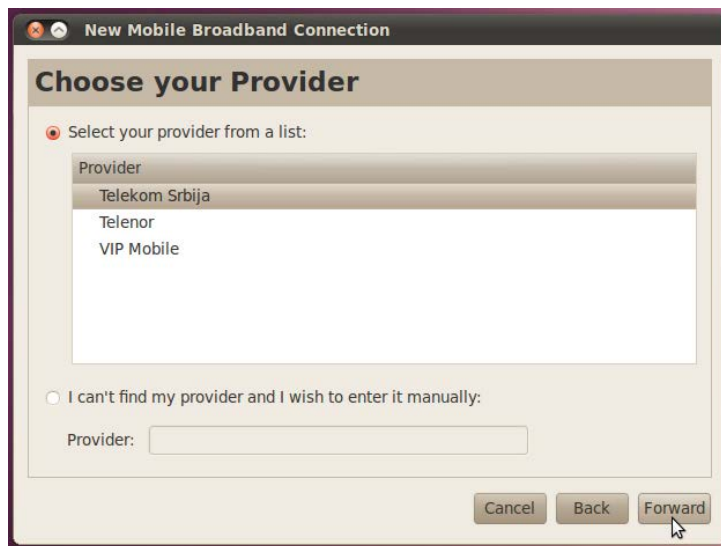 New Mobile Broadband Connection
Choose your Provider
Select your provider from a list:
Provider
Telekom Srbija
Telenor
VIP Mobile
I can't find my provider and I wish to enter it manually:
Provider:
Cancel Back Forward